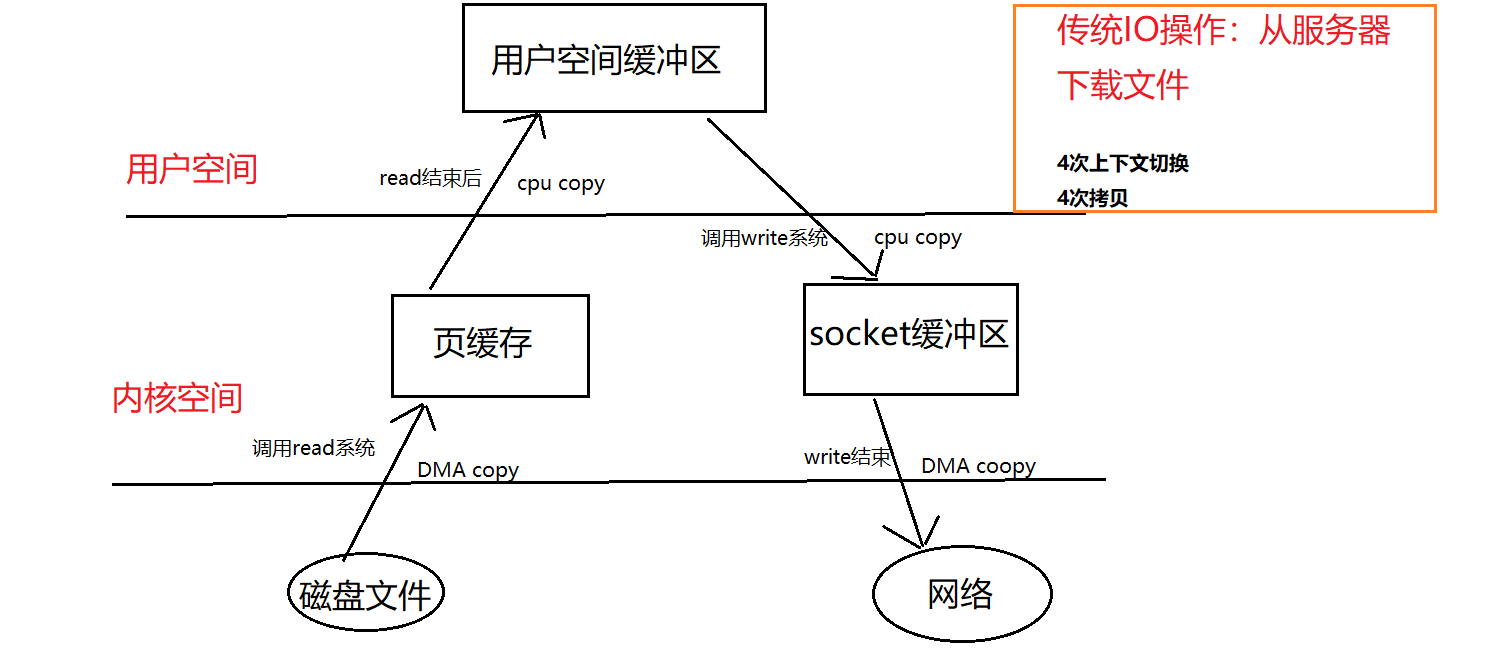 用户空间缓冲区
传统IO操作：从服务器
下载文件
4次上下文切换
4次拷贝
用户空间
read结束后
cpu copy
调用write系统
cpu copy
页缓存
socket缓冲区
内核空间
调用read系统
DMA copy
write结束
DMA coopy
磁盘文件
网络